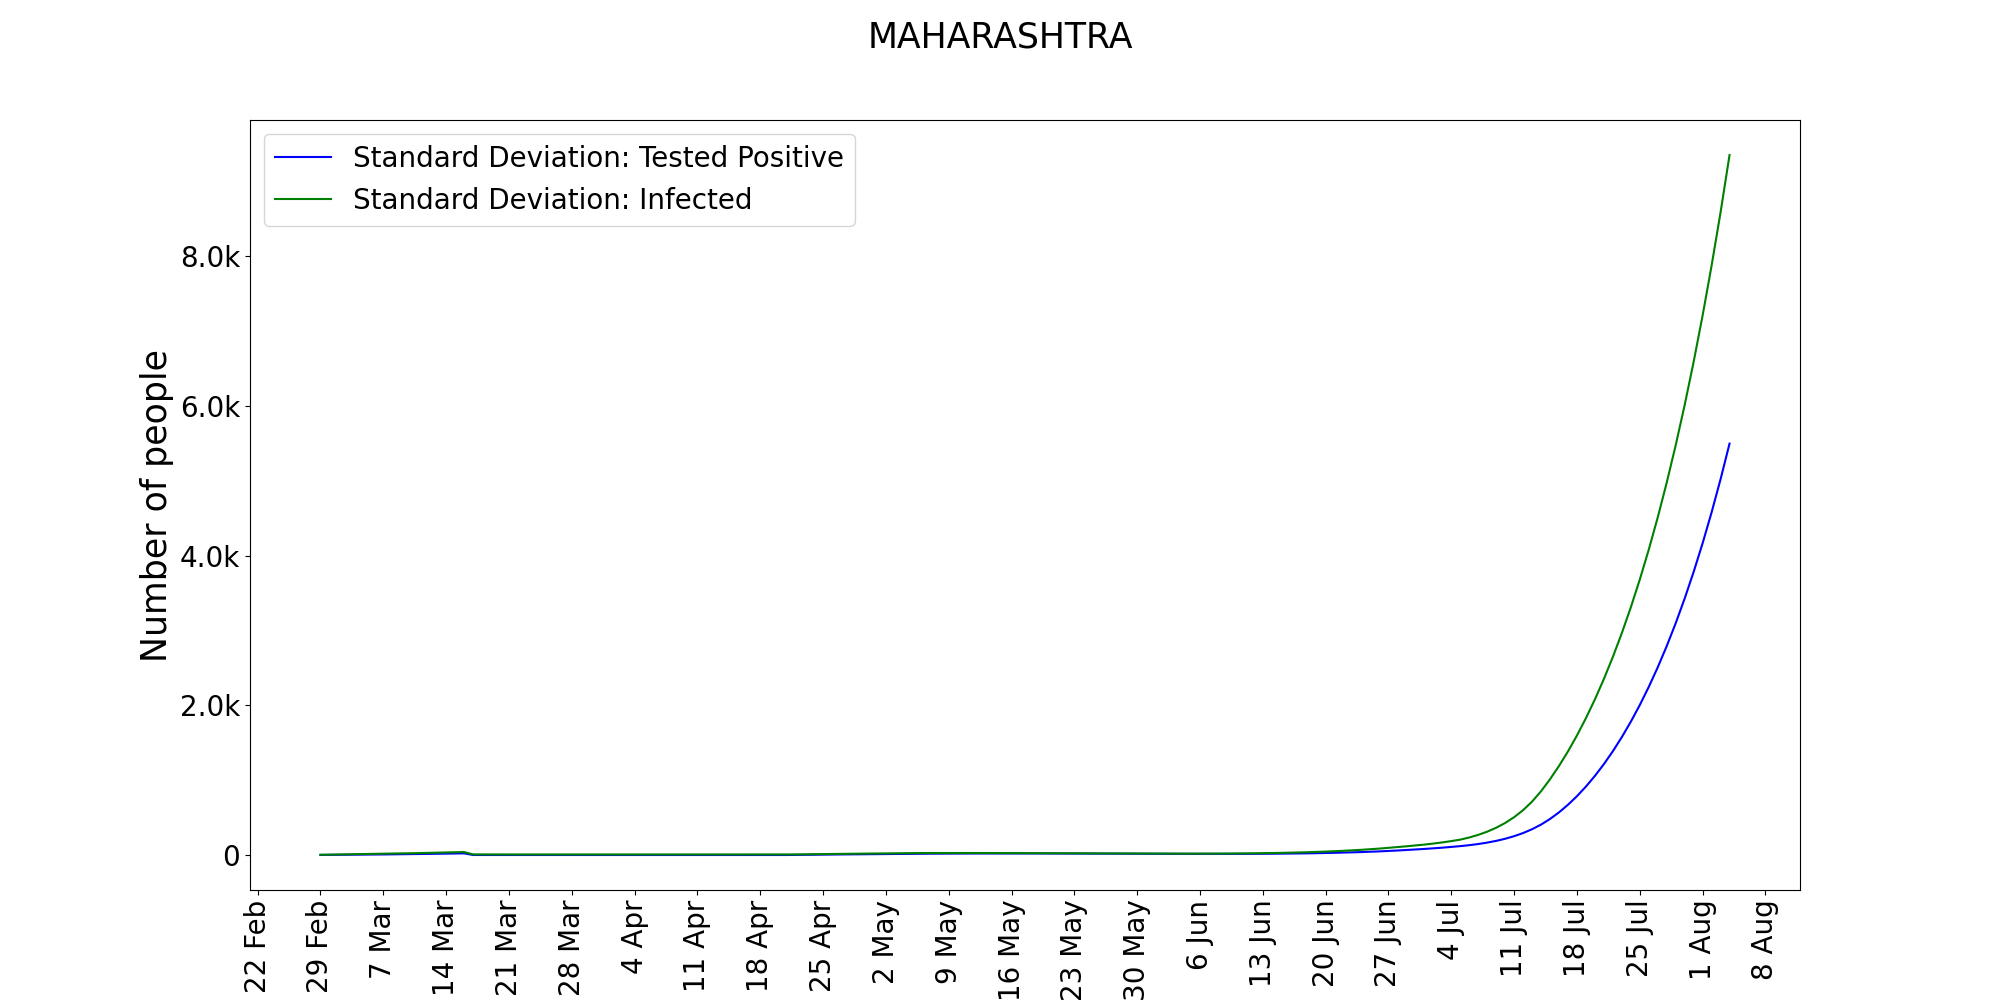 MAHARASHTRA
Standard Deviation: Tested Positive
Standard Deviation: Infected
Number of people
8.0k
6.0k
4.0k
2.0k
0
22 Feb
29 Feb
7 Mar
14 Mar
21 Mar
28 Mar
4 Apr
11 Apr
18 Apr
25 Apr
2 May
9 May
16 May
23 May
30 May
6 Jun
13 Jun
20 Jun
27 Jun
4 Jul
11 Jul
18 Jul
25 Jul
1 Aug
8 Aug